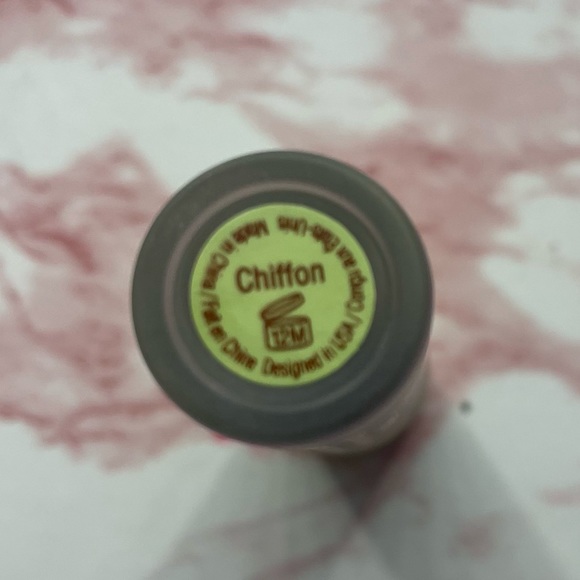 Chiffon
12M
Made in China / Fait en Chine Designed in USA / Conçu aux États-Unis